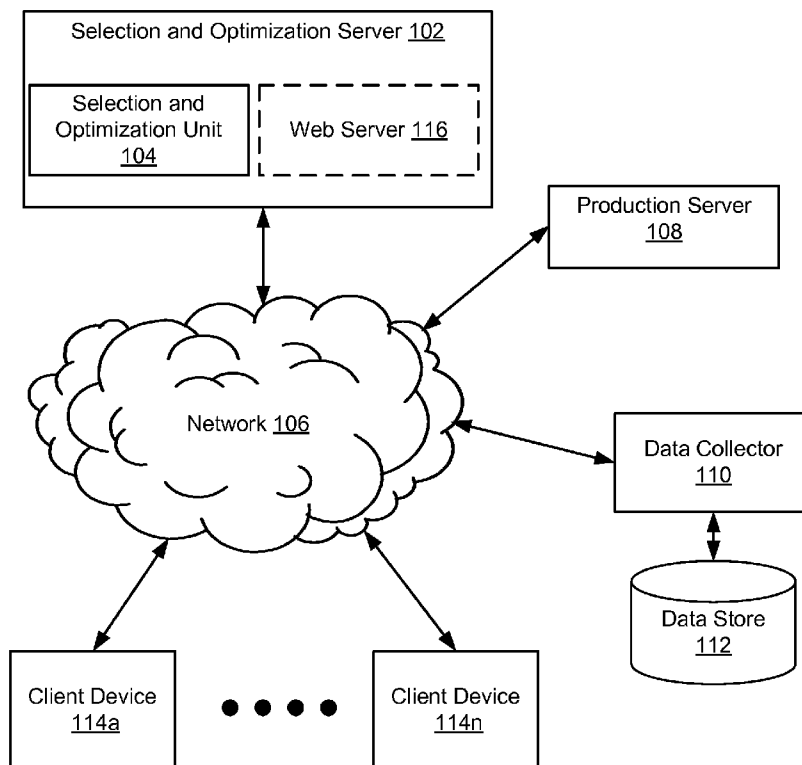 Selection and Optimization Server 102
Selection and
Optimization Unit
104
Web Server 116
Production Server
108
Network 106
Data Collector
110
Data Store
112
Client Device
114a
Client Device
114n